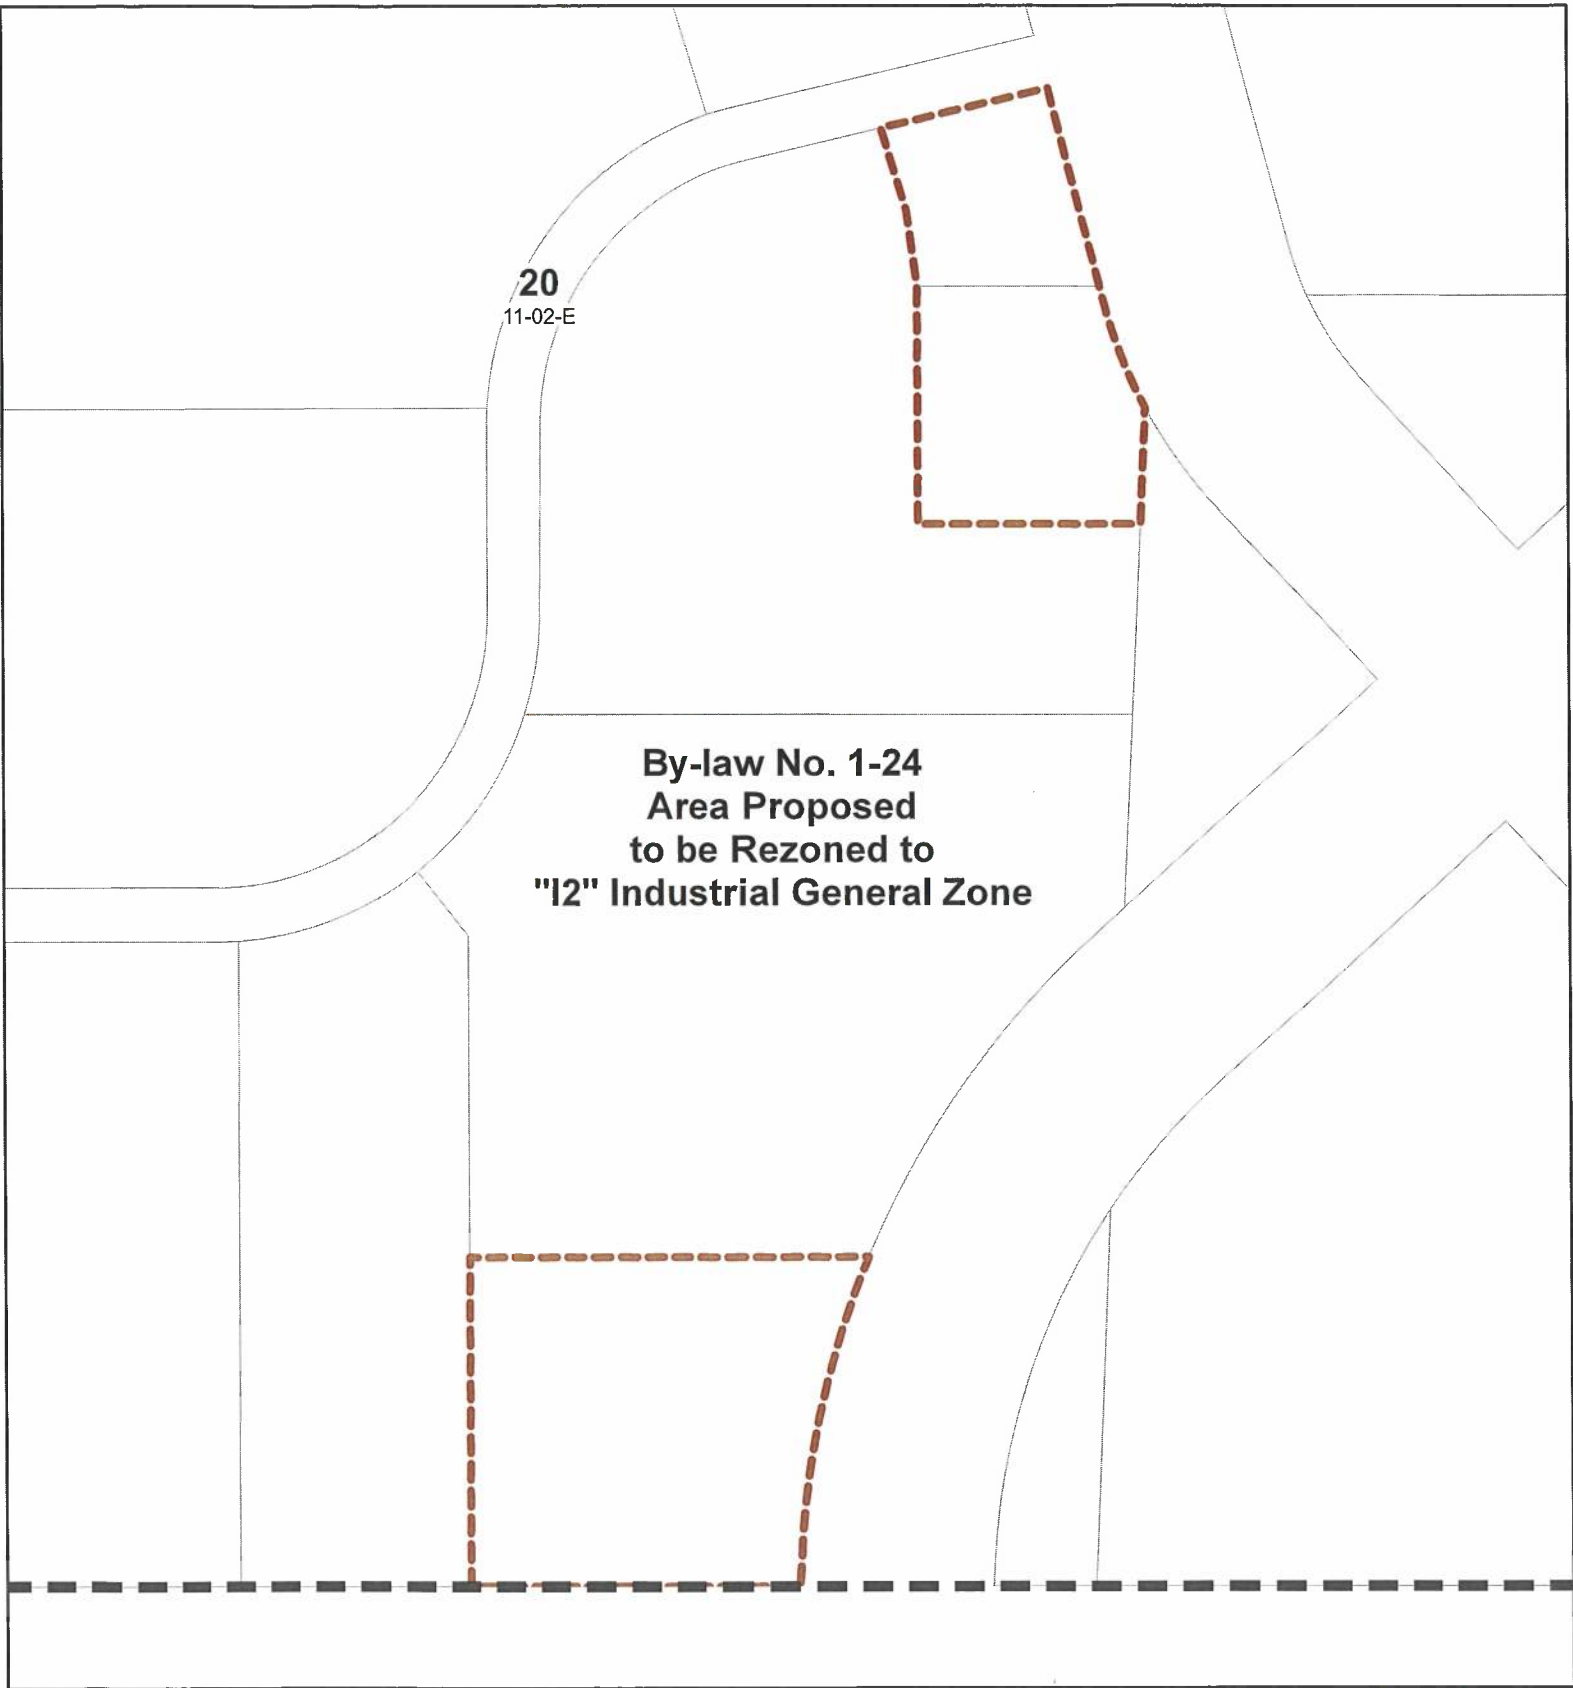 20
11-02-E
By-law No. 1-24
Area Proposed
to be Rezoned to
"I2" Industrial General Zone